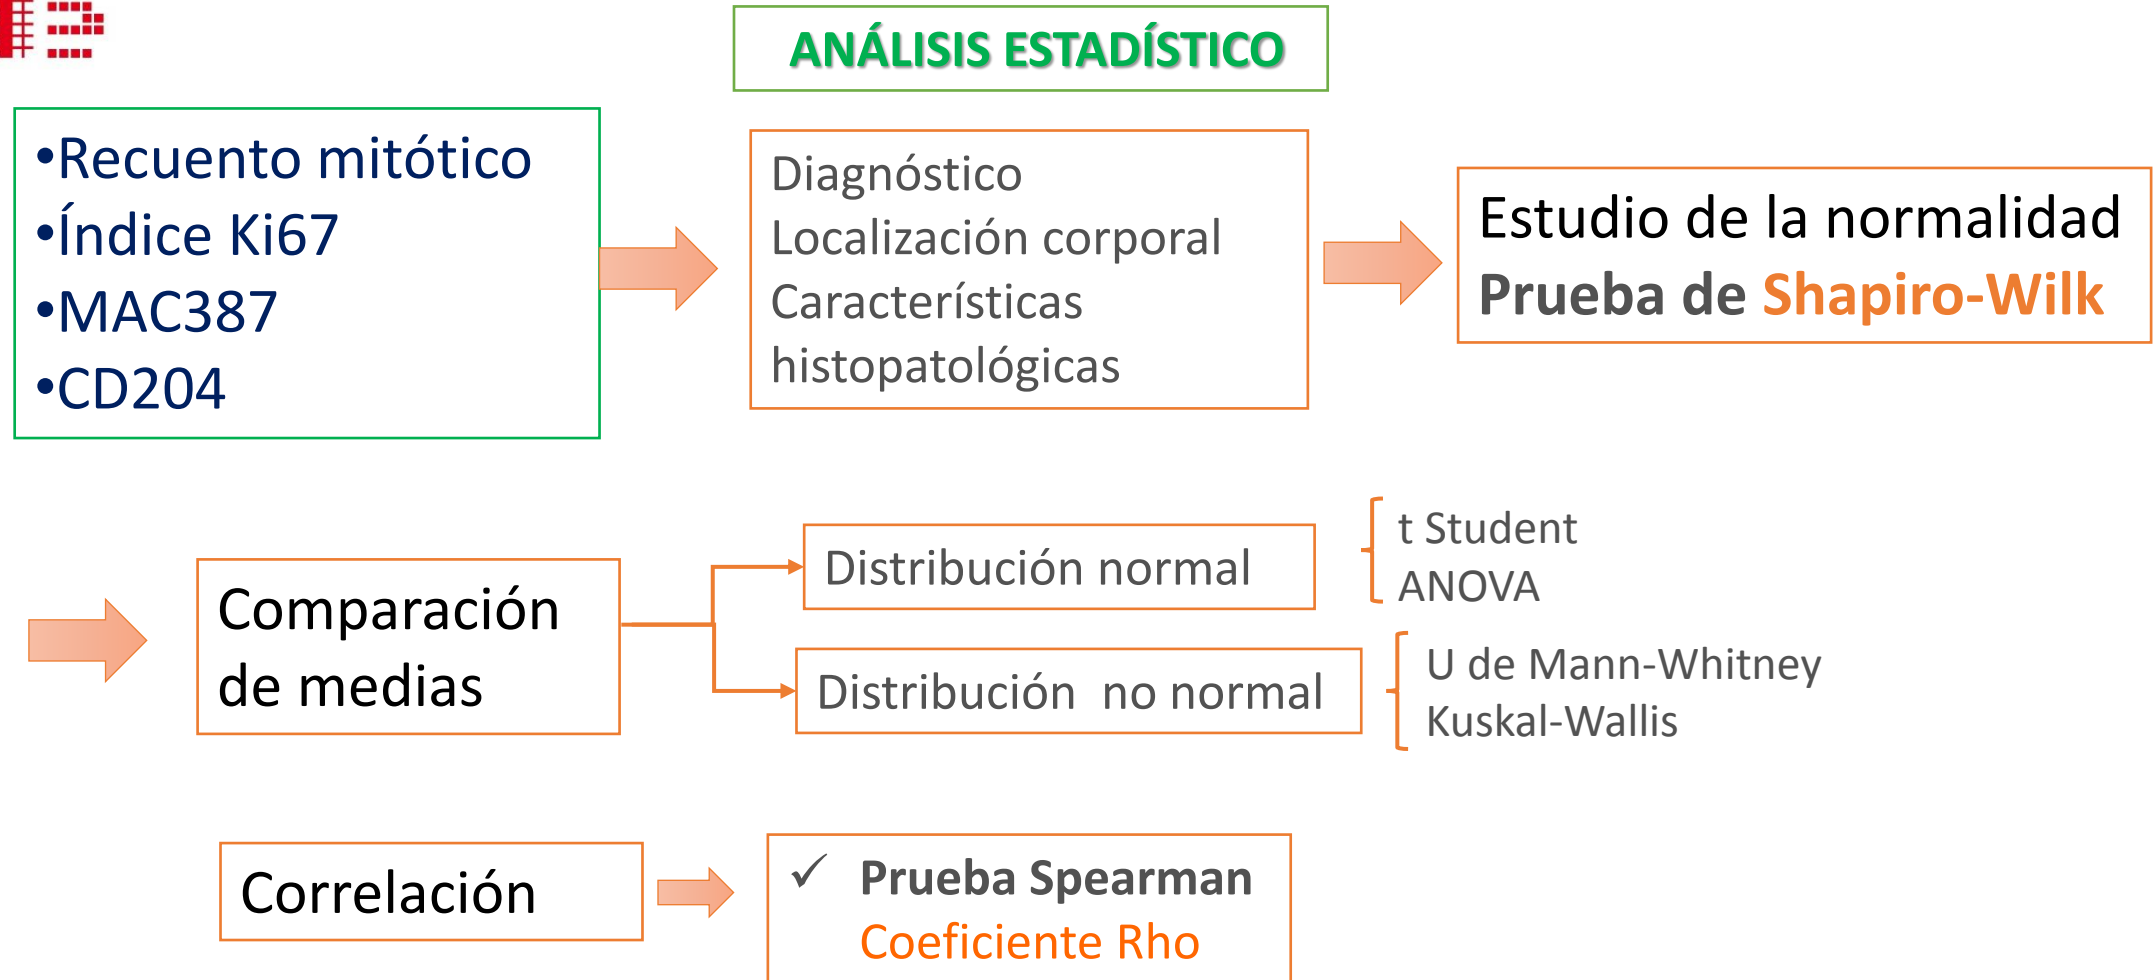 ANÁLISIS ESTADÍSTICO
•Recuento mitótico
•Índice Ki67
•MAC387
•CD204
Diagnóstico
Localización corporal
Características
histopatológicas
Estudio de la normalidad
Prueba de Shapiro-Wilk
Comparación
de medias
Distribución normal
t Student
ANOVA
Distribución  no normal
U de Mann-Whitney
Kuskal-Wallis
Correlación
✓ Prueba Spearman
Coeficiente Rho